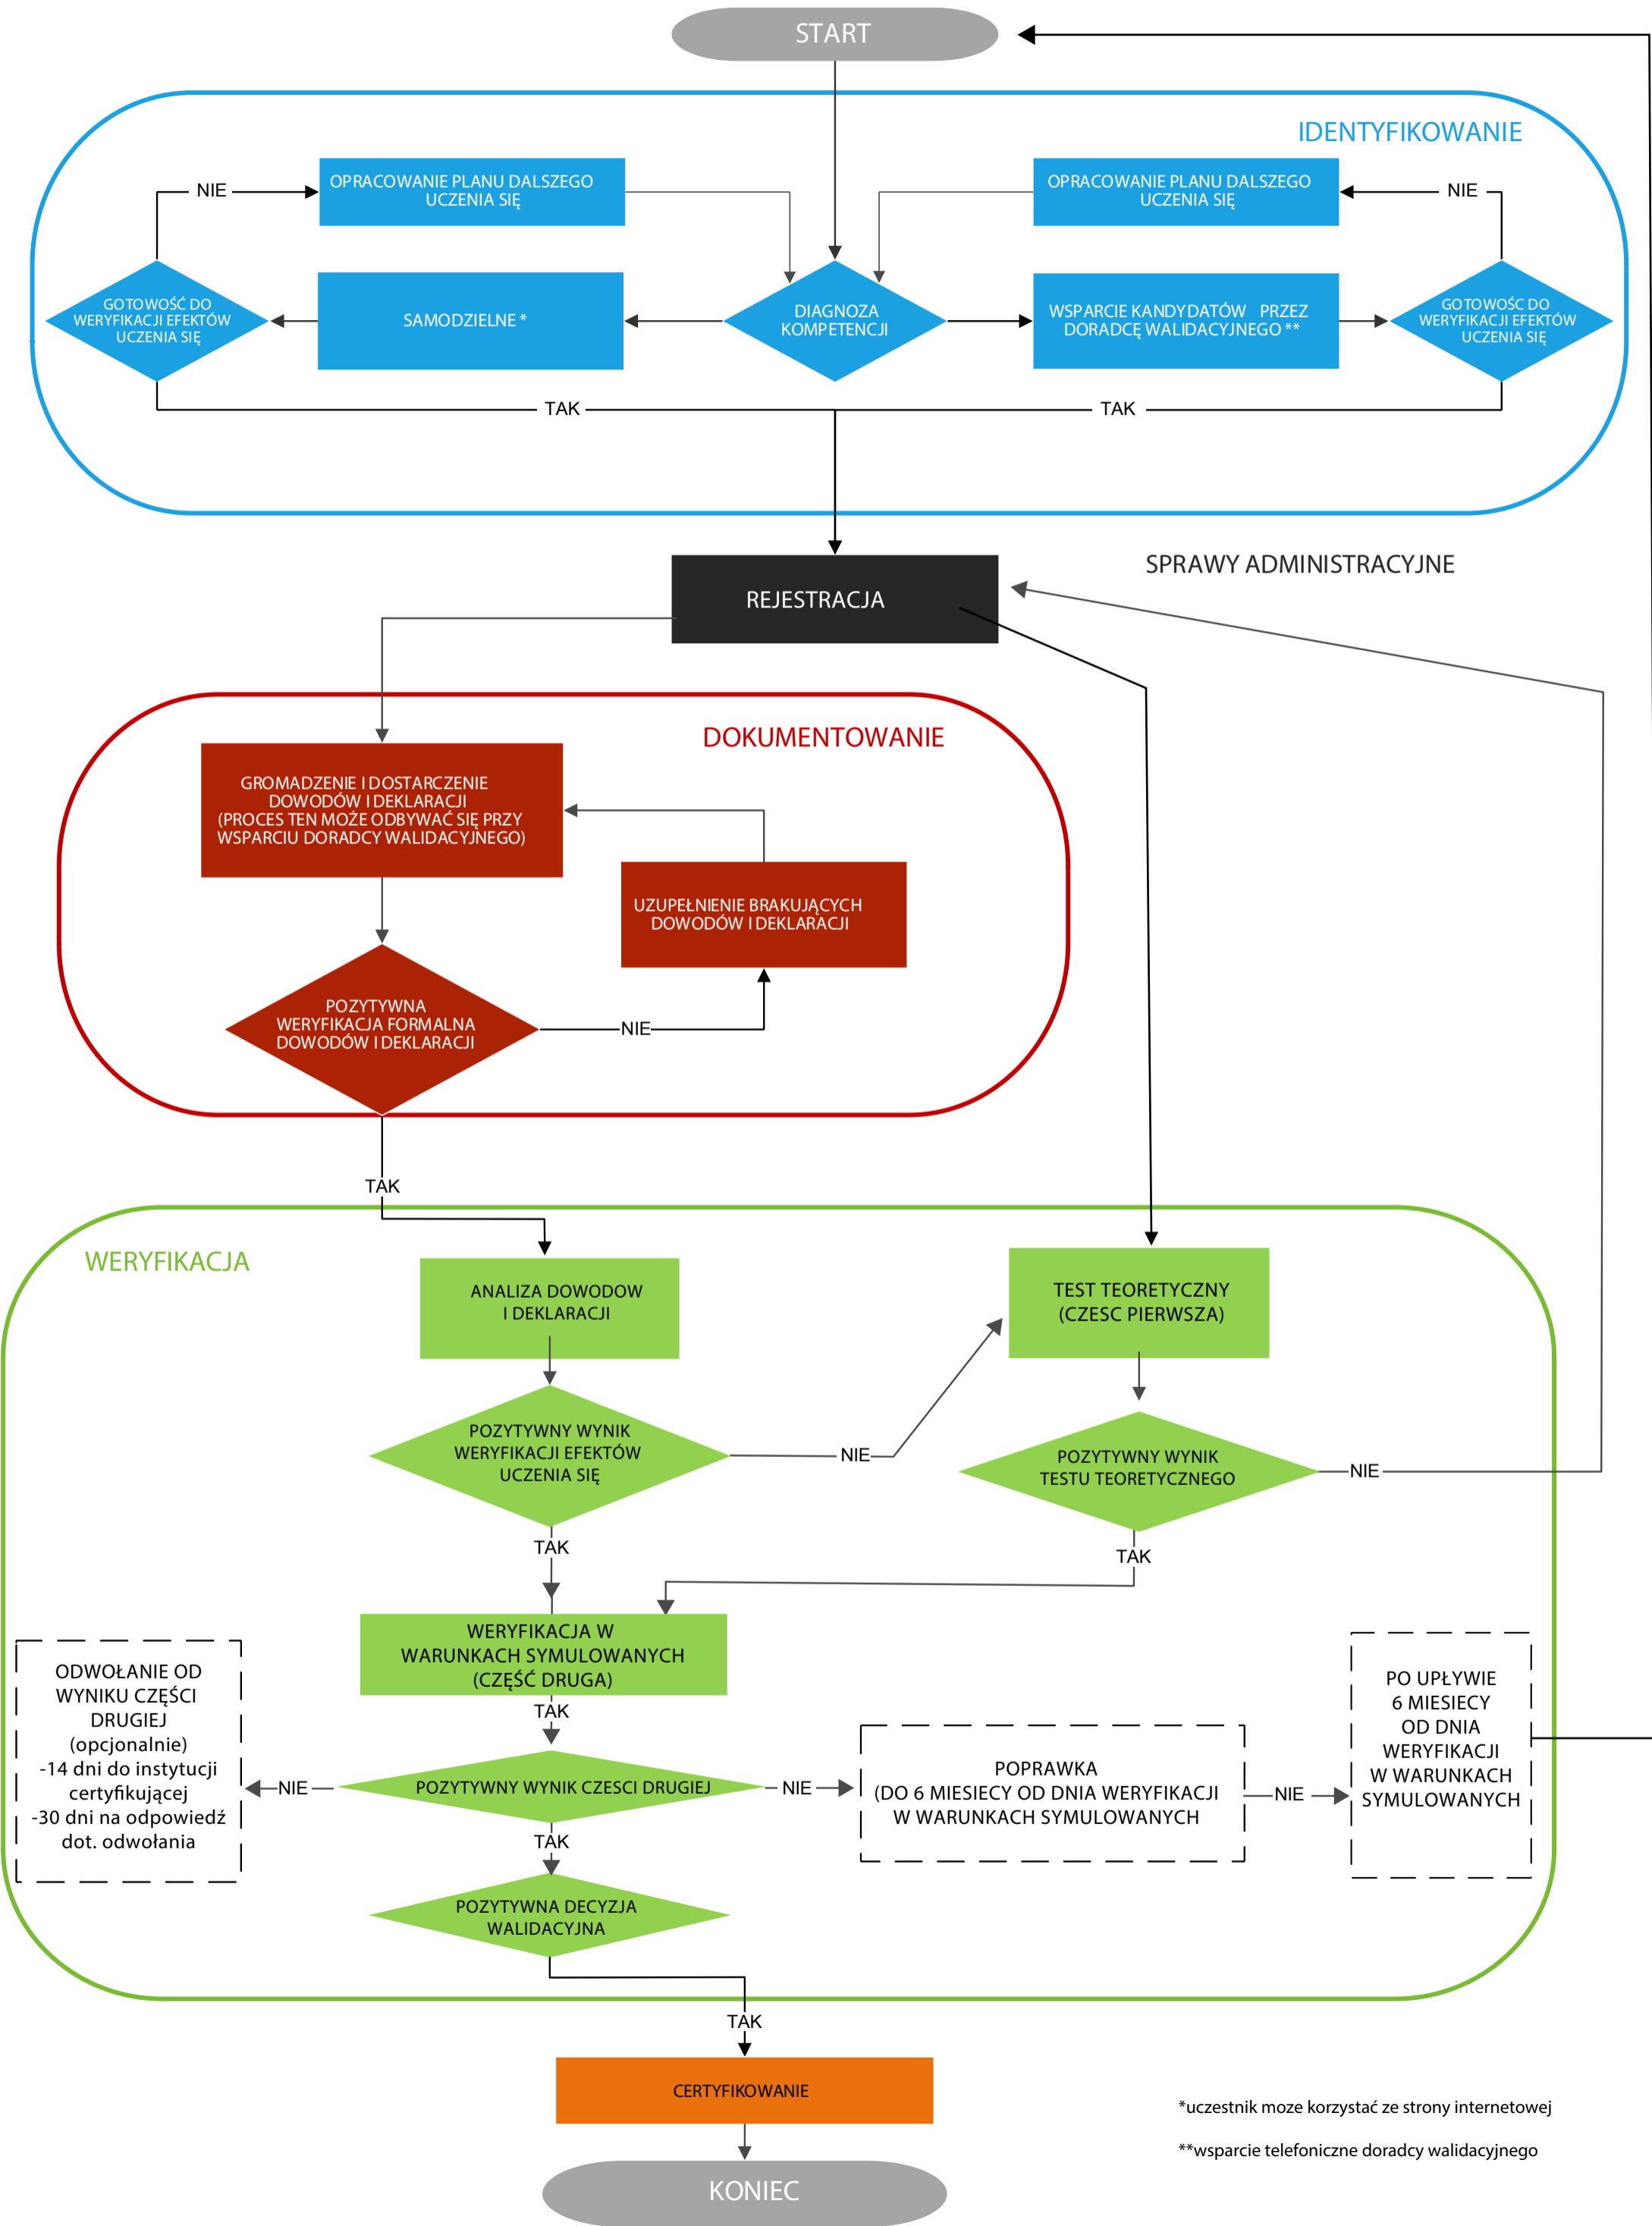 START
IDENTYFIKOWANIE
NIE
OPRACOWANIE PLANU DALSZEGO
UCZENIA SIĘ
OPRACOWANIE PLANU DALSZEGO
UCZENIA SIĘ
NIE
GOTOWOŚĆ DO
WERYFIKACJI EFEKTÓW
UCZENIA SIĘ
SAMODZIELNE *
DIAGNOZA
KOMPETENCJI
WSPARCIE KANDYDATÓW PRZEZ
DORADCĘ WALIDACYJNEGO **
GOTOWOŚC DO
WERYFIKACJI EFEKTÓW
UCZENIA SIĘ
TAK
TAK
REJESTRACJA
SPRAWY ADMINISTRACYJNE
DOKUMENTOWANIE
GROMADZENIE I DOSTARCZENIE
DOWODÓW I DEKLARACJI
(PROCES TEN MOŻE ODBYWAĆ SIĘ PRZY
WSPARCIU DORADCY WALIDACYJNEGO)
UZUPEŁNIENIE BRAKUJĄCYCH
DOWODÓW I DEKLARACJI
POZYTYWNA
WERYFIKACJA FORMALNA
DOWODÓW I DEKLARACJI
NIE
TAK
WERYFIKACJA
ANALIZA DOWODOW
I DEKLARACJI
TEST TEORETYCZNY
(CZESC PIERWSZA)
POZYTYWNY WYNIK
WERYFIKACJI EFEKTÓW
UCZENIA SIĘ
NIE
POZYTYWNY WYNIK
TESTU TEORETYCZNEGO
NIE
TAK
TAK
WERYFIKACJA W
WARUNKACH SYMULOWANYCH
(CZĘŚĆ DRUGA)
TAK
ODWOŁANIE OD
WYNIKU CZĘŚCI
DRUGIEJ
(opcjonalnie)
-14 dni do instytucji
certyfikującej
-30 dni na odpowiedź
dot. odwołania
NIE
POZYTYWNY WYNIK CZESCI DRUGIEJ
NIE
POPRAWKA
(DO 6 MIESIECY OD DNIA WERYFIKACJI
W WARUNKACH SYMULOWANYCH
NIE
PO UPŁYWIE
6 MIESIECY
OD DNIA
WERYFIKACJI
W WARUNKACH
SYMULOWANYCH
TAK
POZYTYWNA DECYZJA
WALIDACYJNA
TAK
CERTYFIKOWANIE
*uczestnik moze korzystać ze strony internetowej
**wsparcie telefoniczne doradcy walidacyjnego
KONIEC